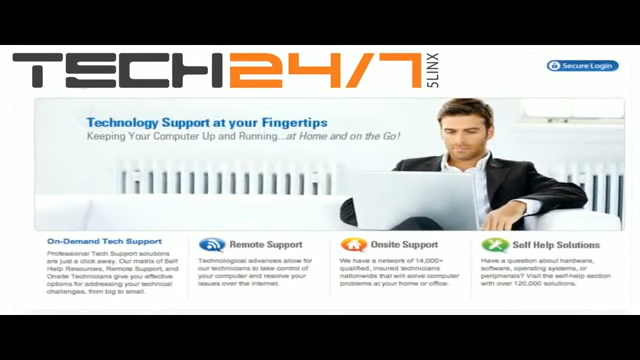 TECH24/7
5LINX
Secure Login
Technology Support at your Fingertips
Keeping Your Computer Up and Running...at Home and on the Go!
On-Demand Tech Support
Professional Tech Support solutions
are just a click away. Our matrix of Self
Help Resources, Remote Support, and
Onsite Technicians give you effective
options for addressing your technical
challenges, from big to small.
Remote Support
Technological advances allow for
our technicians to take control of
your computer and resolve your
issues over the internet.
Onsite Support
We have a network of 14,000+
qualified, insured technicians
nationwide that will solve computer
problems at your home or office.
Self Help Solutions
Have a question about hardware,
software, operating systems, or
peripherals? Visit the self-help section
with over 120,000 solutions.